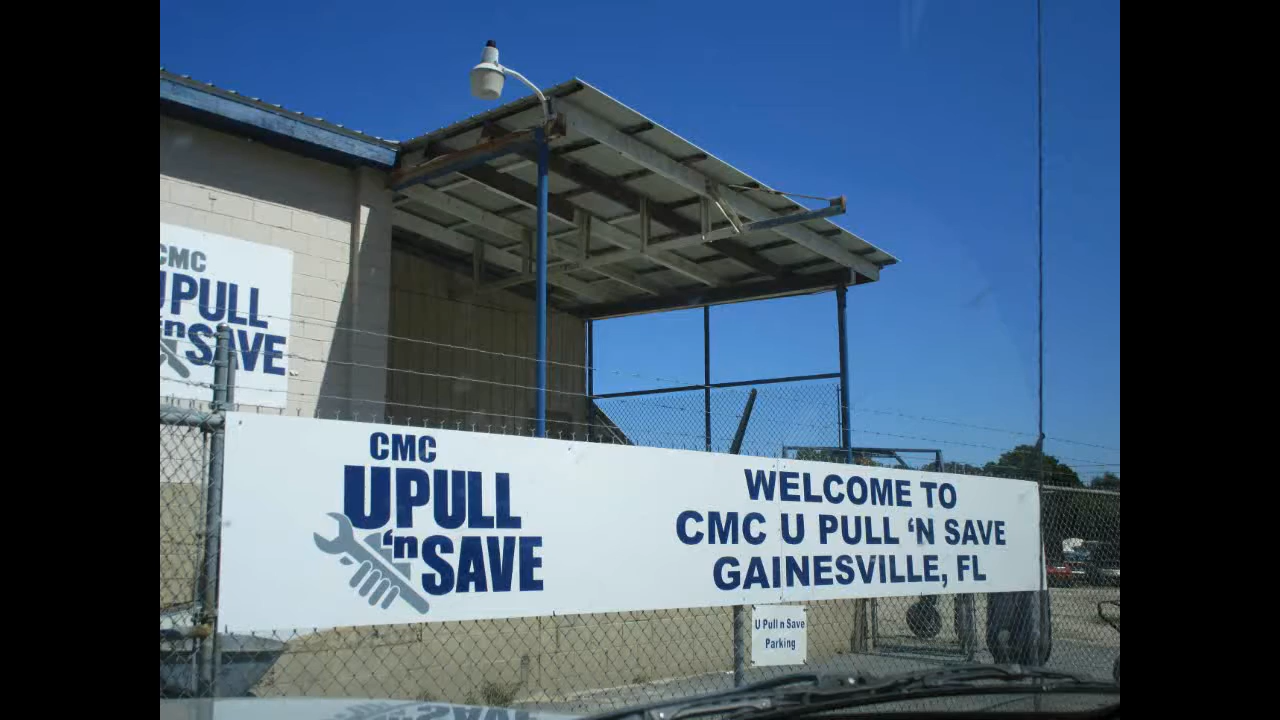 CMC
UPULL
'n SAVE
CMC
UPULL
'n SAVE
WELCOME TO
CMC U PULL 'N SAVE
GAINESVILLE, FL
U Pull n Save
Parking